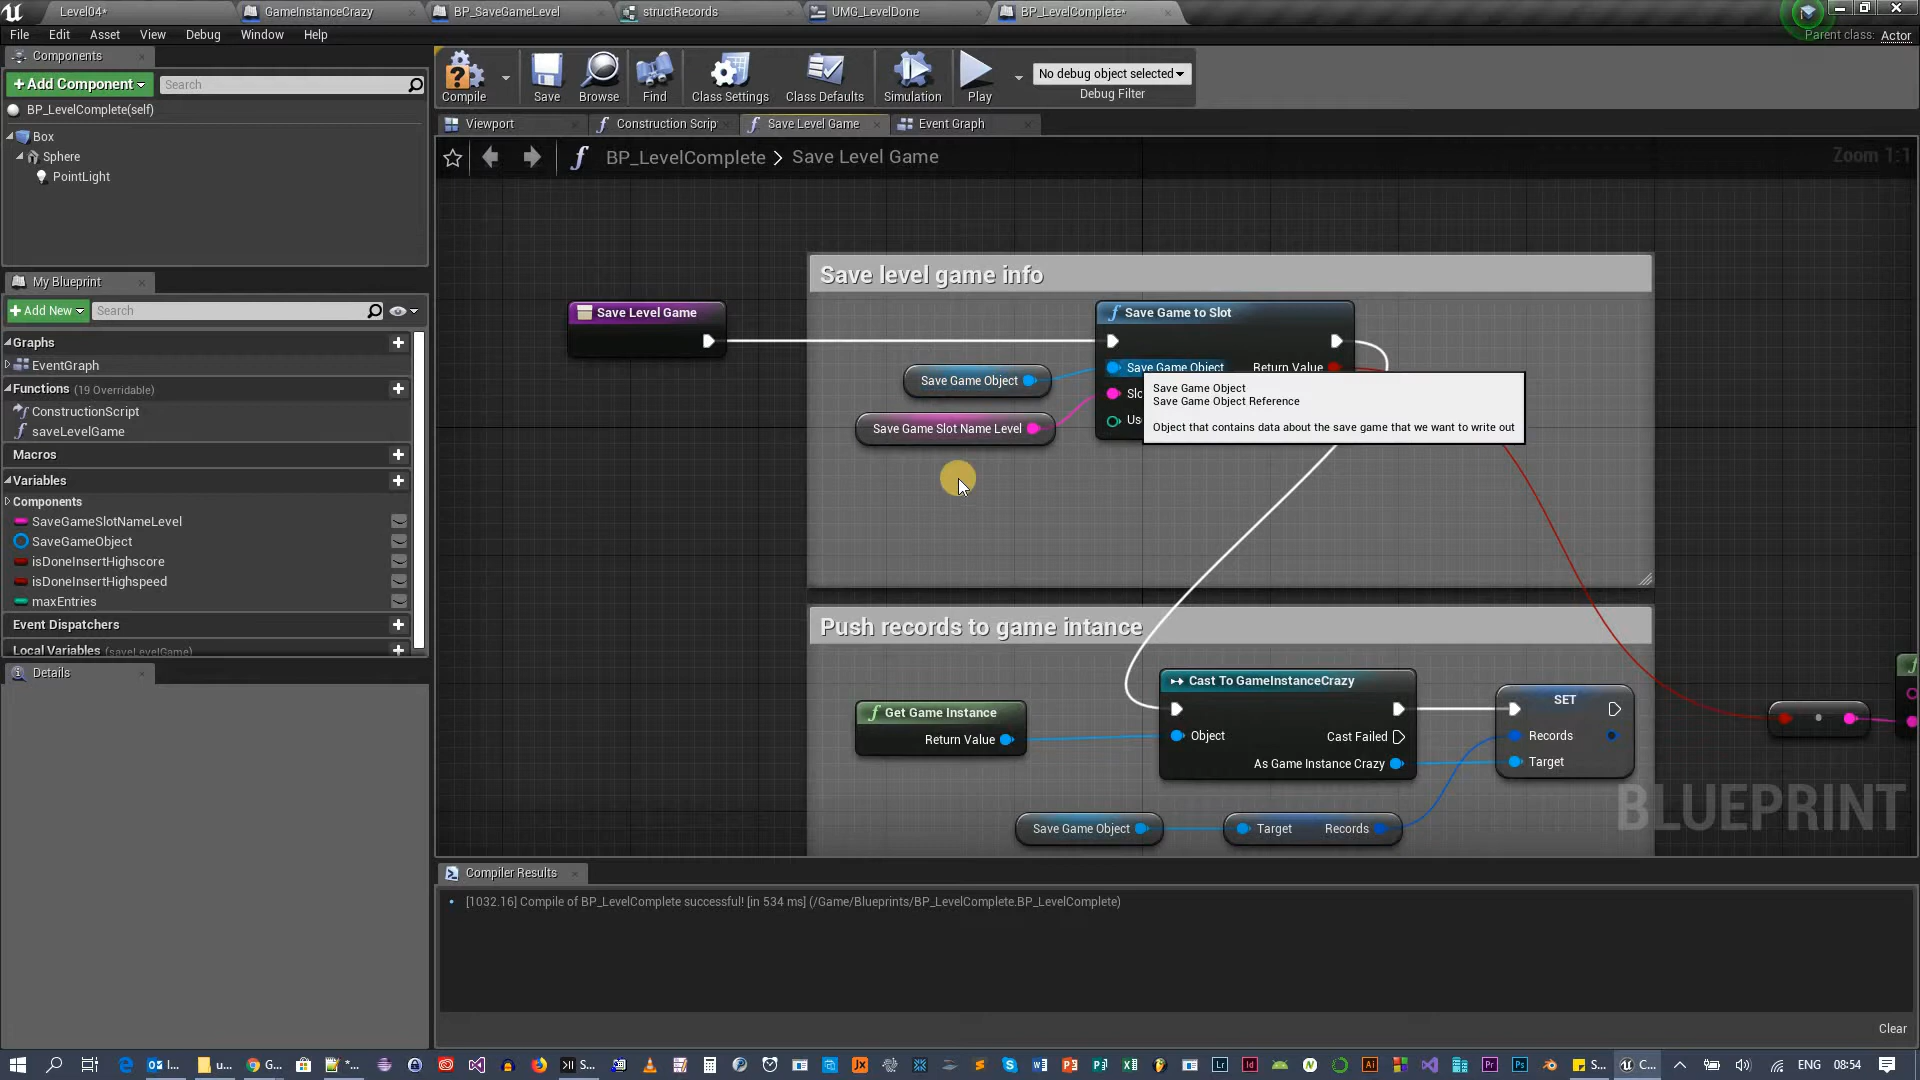 Level04*
GameInstanceCrazy
BP_SaveGameLevel
structRecords
UMG_LevelDone
BP_LevelComplete*
File Edit Asset View Debug Window Help
Parent class: Actor
Components
+Add Component
Search
BP_LevelComplete(self)
Box
Sphere
PointLight
My Blueprint
+Add New
Search
Graphs
EventGraph
Functions (19 Overridable)
ConstructionScript
saveLevelGame
Macros
Variables
Components
SaveGameSlotNameLevel
SaveGameObject
isDoneInsertHighscore
isDoneInsertHighspeed
maxEntries
Event Dispatchers
Local Variables (saveLevelGame)
Details
Compile
Save
Browse
Find
Class Settings
Class Defaults
Simulation
Play
No debug object selected
Debug Filter
Viewport
Construction Scrip
Save Level Game
Event Graph
BP_LevelComplete > Save Level Game
Zoom 1:1
Save level game info
Save Level Game
Save Game to Slot
Save Game Object
Return Value
Slo
Us
Save Game Object
Save Game Slot Name Level
Save Game Object
Save Game Object Reference
Object that contains data about the save game that we want to write out
Push records to game intance
Get Game Instance
Return Value
Cast To GameInstanceCrazy
Object
Cast Failed
As Game Instance Crazy
SET
Records
Target
Save Game Object
Target Records
BLUEPRINT
Compiler Results
[1032.16] Compile of BP_LevelComplete successful! [in 534 ms] (/Game/Blueprints/BP_LevelComplete.BP_LevelComplete)
Clear
I...
u...
G...
S...
S...
C...
ENG
08:54